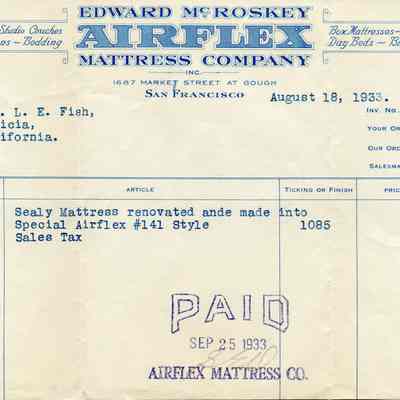 EDWARD McROSKEY
AIRFLEX
MATTRESS COMPANY
INC.
1687 MARKET STREET AT GOUGH
SAN FRANCISCO
Studio Couches
Bedding
Box Mattresses
Day Beds
August 18, 1933.
INV. NO.
L. E. Fish,
YOUR OR
OUR ORD
SALESMA
ARTICLE
TICKING OR FINISH
PRIC
Sealy Mattress renovated ande made into
Special Airflex #141 Style 1085
Sales Tax
PAID
SEP 25 1933
AIRFLEX MATTRESS CO.